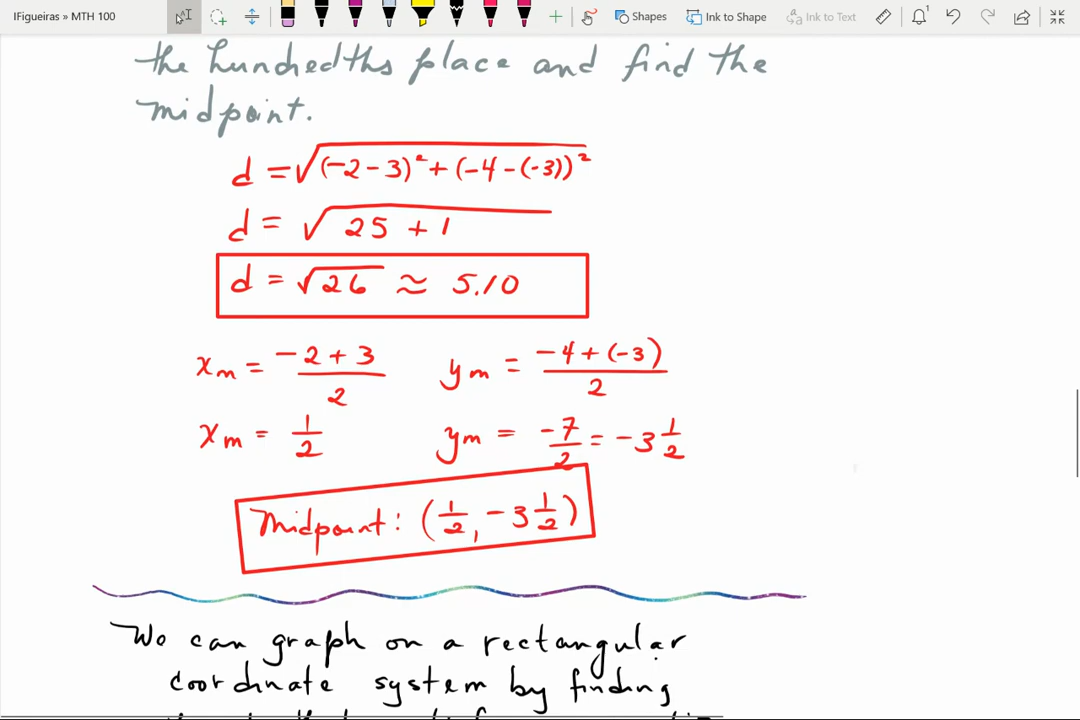 IFigueiras » MTH 100
Shapes
Ink to Shape
Ink to Text
1
the hundredths place and find the
midpoint.
d = √((-2-3)² + (-4-(-3))²)
d = √(25 + 1)
d = √26 ≈ 5.10
xₘ = (-2+3)/2    yₘ = (-4+(-3))/2
xₘ = 1/2    yₘ = -7/2 = -3 1/2
Midpoint: (1/2, -3 1/2)
We can graph on a rectangular
coordinate system by finding